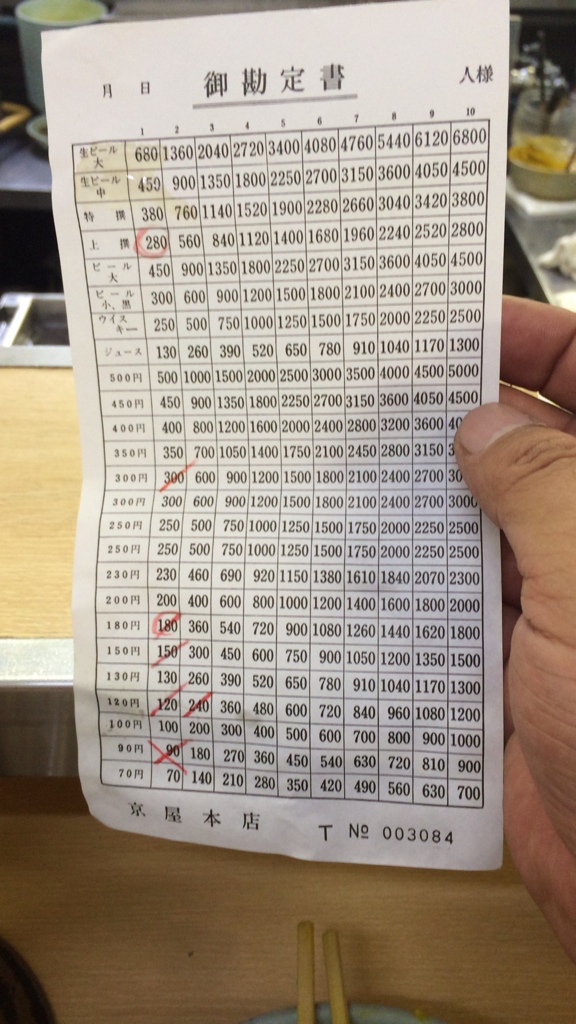 月 日 御勘定書 人様
1 2 3 4 5 6 7 8 9 10
生ビール大 680 1360 2040 2720 3400 4080 4760 5440 6120 6800
生ビール中 450 900 1350 1800 2250 2700 3150 3600 4050 4500
特撰 380 760 1140 1520 1900 2280 2660 3040 3420 3800
上撰 280 560 840 1120 1400 1680 1960 2240 2520 2800
ビール大 450 900 1350 1800 2250 2700 3150 3600 4050 4500
ビール小、黒 300 600 900 1200 1500 1800 2100 2400 2700 3000
ウイスキー 250 500 750 1000 1250 1500 1750 2000 2250 2500
ジュース 130 260 390 520 650 780 910 1040 1170 1300
500円 500 1000 1500 2000 2500 3000 3500 4000 4500 5000
450円 450 900 1350 1800 2250 2700 3150 3600 4050 4500
400円 400 800 1200 1600 2000 2400 2800 3200 3600
350円 350 700 1050 1400 1750 2100 2450 2800 3150
300円 300 600 900 1200 1500 1800 2100 2400 2700
300円 300 600 900 1200 1500 1800 2100 2400 2700 3000
250円 250 500 750 1000 1250 1500 1750 2000 2250 2500
250円 250 500 750 1000 1250 1500 1750 2000 2250 2500
230円 230 460 690 920 1150 1380 1610 1840 2070 2300
200円 200 400 600 800 1000 1200 1400 1600 1800 2000
180円 180 360 540 720 900 1080 1260 1440 1620 1800
150円 150 300 450 600 750 900 1050 1200 1350 1500
130円 130 260 390 520 650 780 910 1040 1170 1300
120円 120 240 360 480 600 720 840 960 1080 1200
100円 100 200 300 400 500 600 700 800 900 1000
90円 90 180 270 360 450 540 630 720 810 900
70円 70 140 210 280 350 420 490 560 630 700
京屋本店 T № 003084